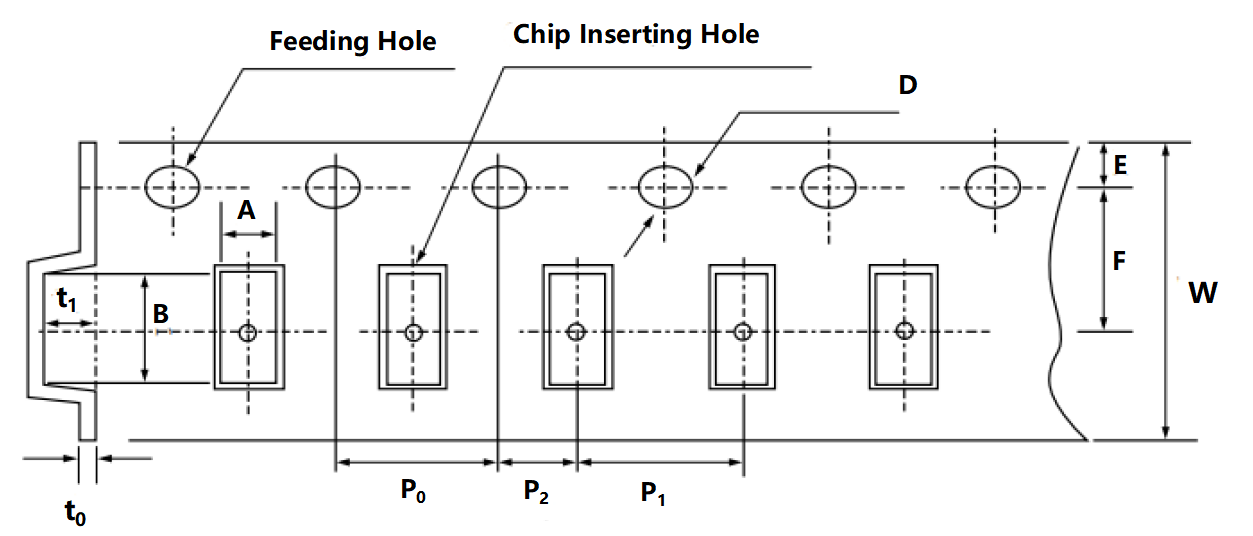 Feeding Hole
Chip Inserting Hole
D
E
A
F
t₁
B
W
P₀
P₂
P₁
t₀